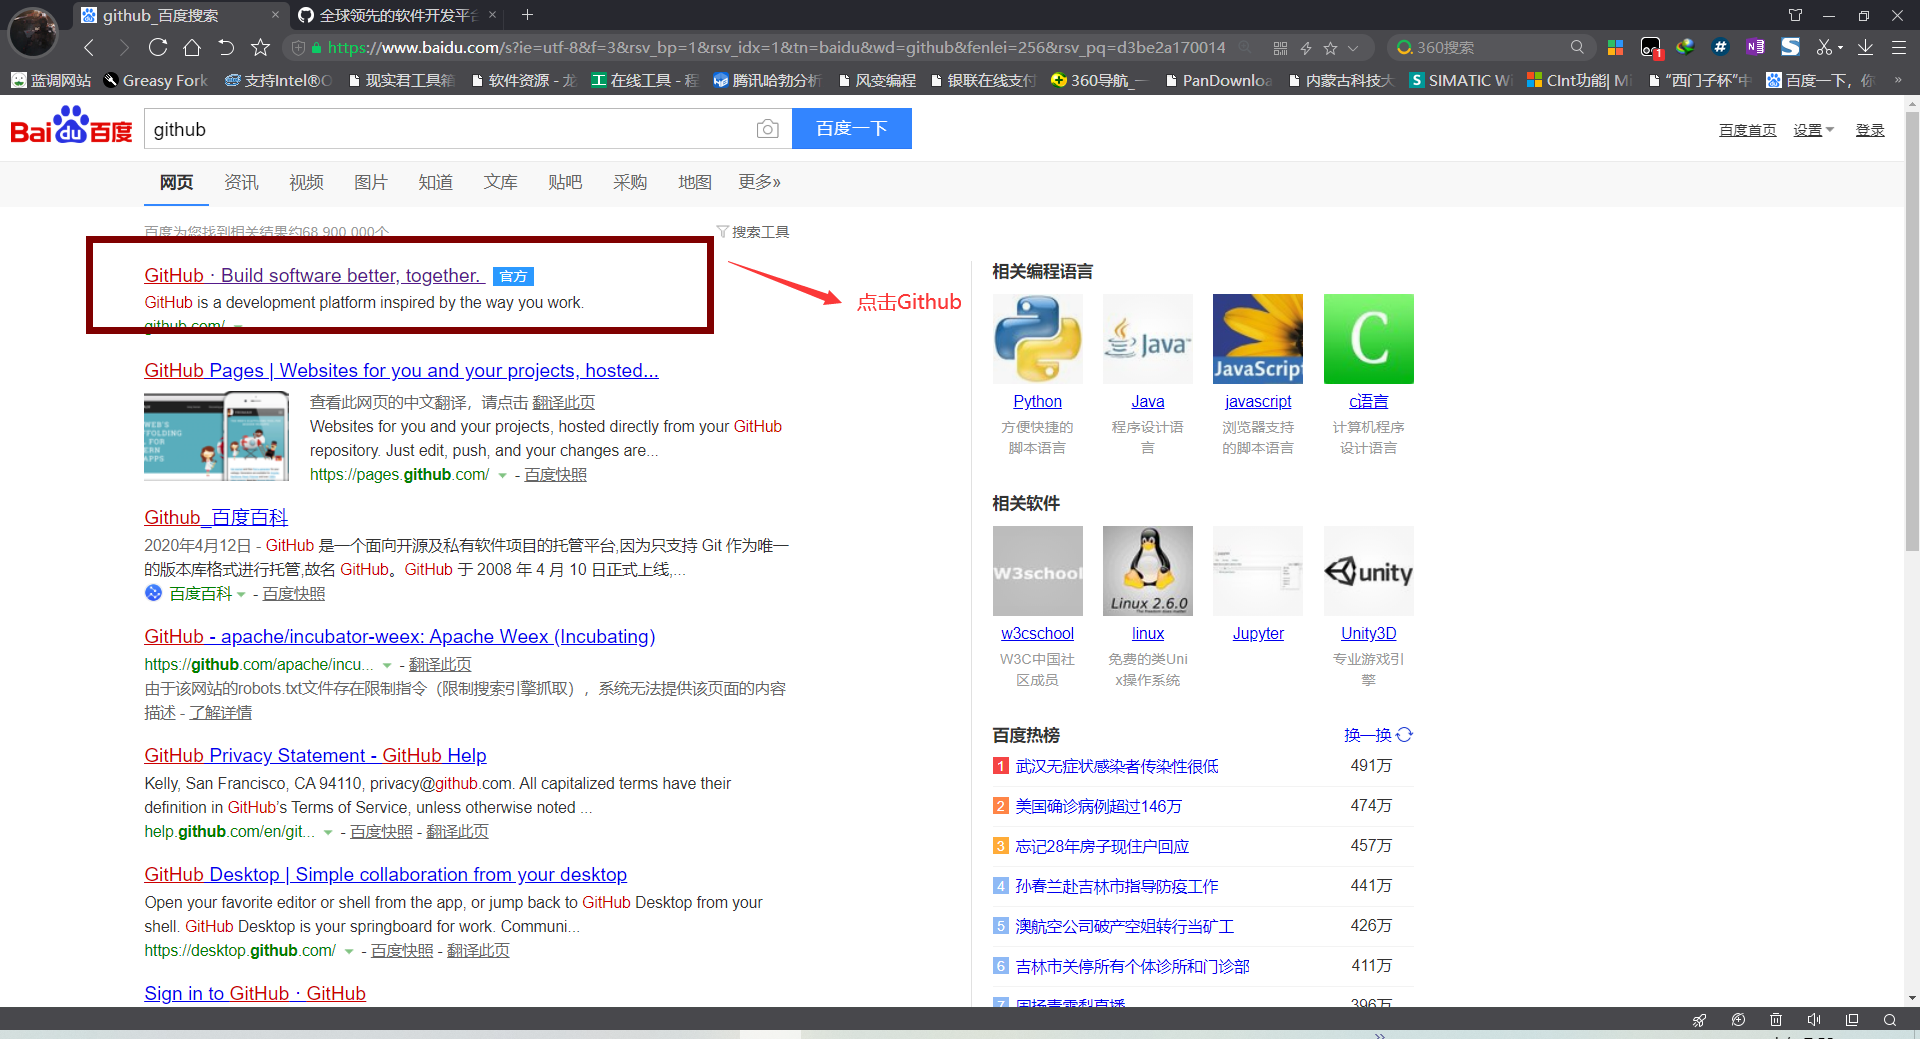 github_百度搜索
全球领先的软件开发平台
https://www.baidu.com/s?ie=utf-8&f=3&rsv_bp=1&rsv_idx=1&tn=baidu&wd=github&fenlei=256&rsv_pq=d3be2a170014
360搜索
蓝调网站 Greasy Fork 支持Intel® 现实君工具箱 软件资源 - 龙 在线工具 - 程 腾讯哈勃分析 风变编程 银联在线支付 360导航_一 PanDownloa 内蒙古科技大 SIMATIC Wi CInt功能| Mi “西门子杯”中 百度一下，你 »
Bai du 百度
github
百度一下
百度首页 设置 登录
网页 资讯 视频 图片 知道 文库 贴吧 采购 地图 更多»
百度为您找到相关结果约68,900,000个
搜索工具
GitHub · Build software better, together. 官方
GitHub is a development platform inspired by the way you work.
github.com/
点击Github
GitHub Pages | Websites for you and your projects, hosted...
查看此网页的中文翻译，请点击 翻译此页
Websites for you and your projects, hosted directly from your GitHub
repository. Just edit, push, and your changes are...
https://pages.github.com/ - 百度快照
Github_百度百科
2020年4月12日 - GitHub 是一个面向开源及私有软件项目的托管平台,因为只支持 Git 作为唯一
的版本库格式进行托管,故名 GitHub。GitHub 于 2008 年 4 月 10 日正式上线,...
百度百科 - 百度快照
GitHub - apache/incubator-weex: Apache Weex (Incubating)
https://github.com/apache/incu... - 翻译此页
由于该网站的robots.txt文件存在限制指令（限制搜索引擎抓取），系统无法提供该页面的内容
描述 - 了解详情
GitHub Privacy Statement - GitHub Help
Kelly, San Francisco, CA 94110, privacy@github.com. All capitalized terms have their
definition in GitHub's Terms of Service, unless otherwise noted ...
help.github.com/en/git... - 百度快照 - 翻译此页
GitHub Desktop | Simple collaboration from your desktop
Open your favorite editor or shell from the app, or jump back to GitHub Desktop from your
shell. GitHub Desktop is your springboard for work. Communi...
https://desktop.github.com/ - 百度快照 - 翻译此页
Sign in to GitHub · GitHub
相关编程语言
Java JavaScript C
Python Java javascript c语言
方便快捷的 程序设计语 浏览器支持 计算机程序
脚本语言 言 的脚本语言 设计语言
相关软件
W3school Linux 2.6.0 unity
w3cschool linux Jupyter Unity3D
W3C中国社 免费的类Uni 专业游戏引
区成员 x操作系统 擎
百度热榜 换一换
1 武汉无症状感染者传染性很低 491万
2 美国确诊病例超过146万 474万
3 忘记28年房子现住户回应 457万
4 孙春兰赴吉林市指导防疫工作 441万
5 澳航空公司破产空姐转行当矿工 426万
6 吉林市关停所有个体诊所和门诊部 411万
7 396万